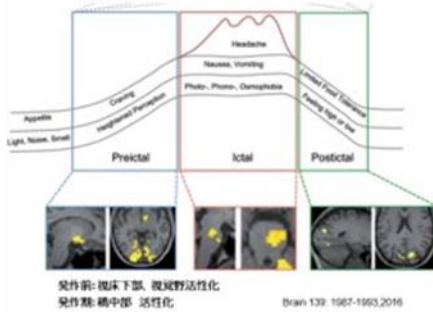 Headache
Nausea, Vomiting
Photo-, Phono-, Osmophobia
Craving
Heightened Perception
Appetite
Light, Noise, Smell
Limited Food Tolerance
Feeling high or low
Preictal
Ictal
Postictal
発作前: 視床下部, 視覚野活性化
発作期: 橋中部 活性化
Brain 139: 1987-1993,2016